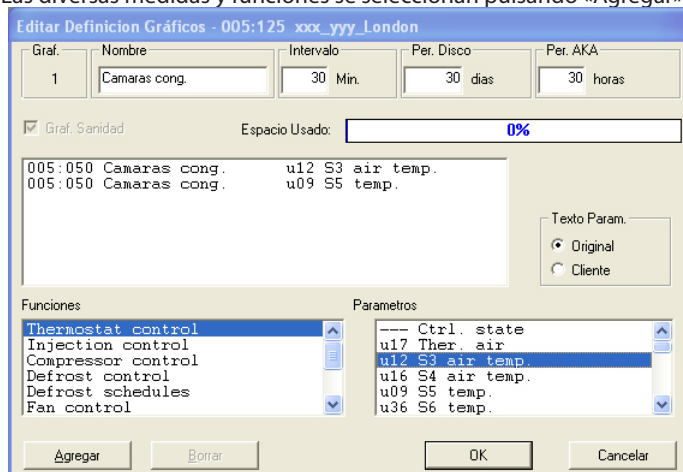 Las diversas medidas y funciones se seleccionan pulsando «Agregar»
Editar Definicion Gráficos - 005:125 xxx_yyy_London
Graf. Nombre Intervalo Per. Disco Per. AKA
1 Camaras cong. 30 Min. 30 dias 30 horas
Graf. Sanidad Espacio Usado: 0%
005:050 Camaras cong. u12 S3 air temp.
005:050 Camaras cong. u09 S5 temp.
Texto Param.
Original
Cliente
Funciones Parametros
Thermostat control --- Ctrl. state
Injection control u17 Ther. air
Compressor control u12 S3 air temp.
Defrost control u16 S4 air temp.
Defrost schedules u09 S5 temp.
Fan control u36 S6 temp.
Agregar Borrar OK Cancelar